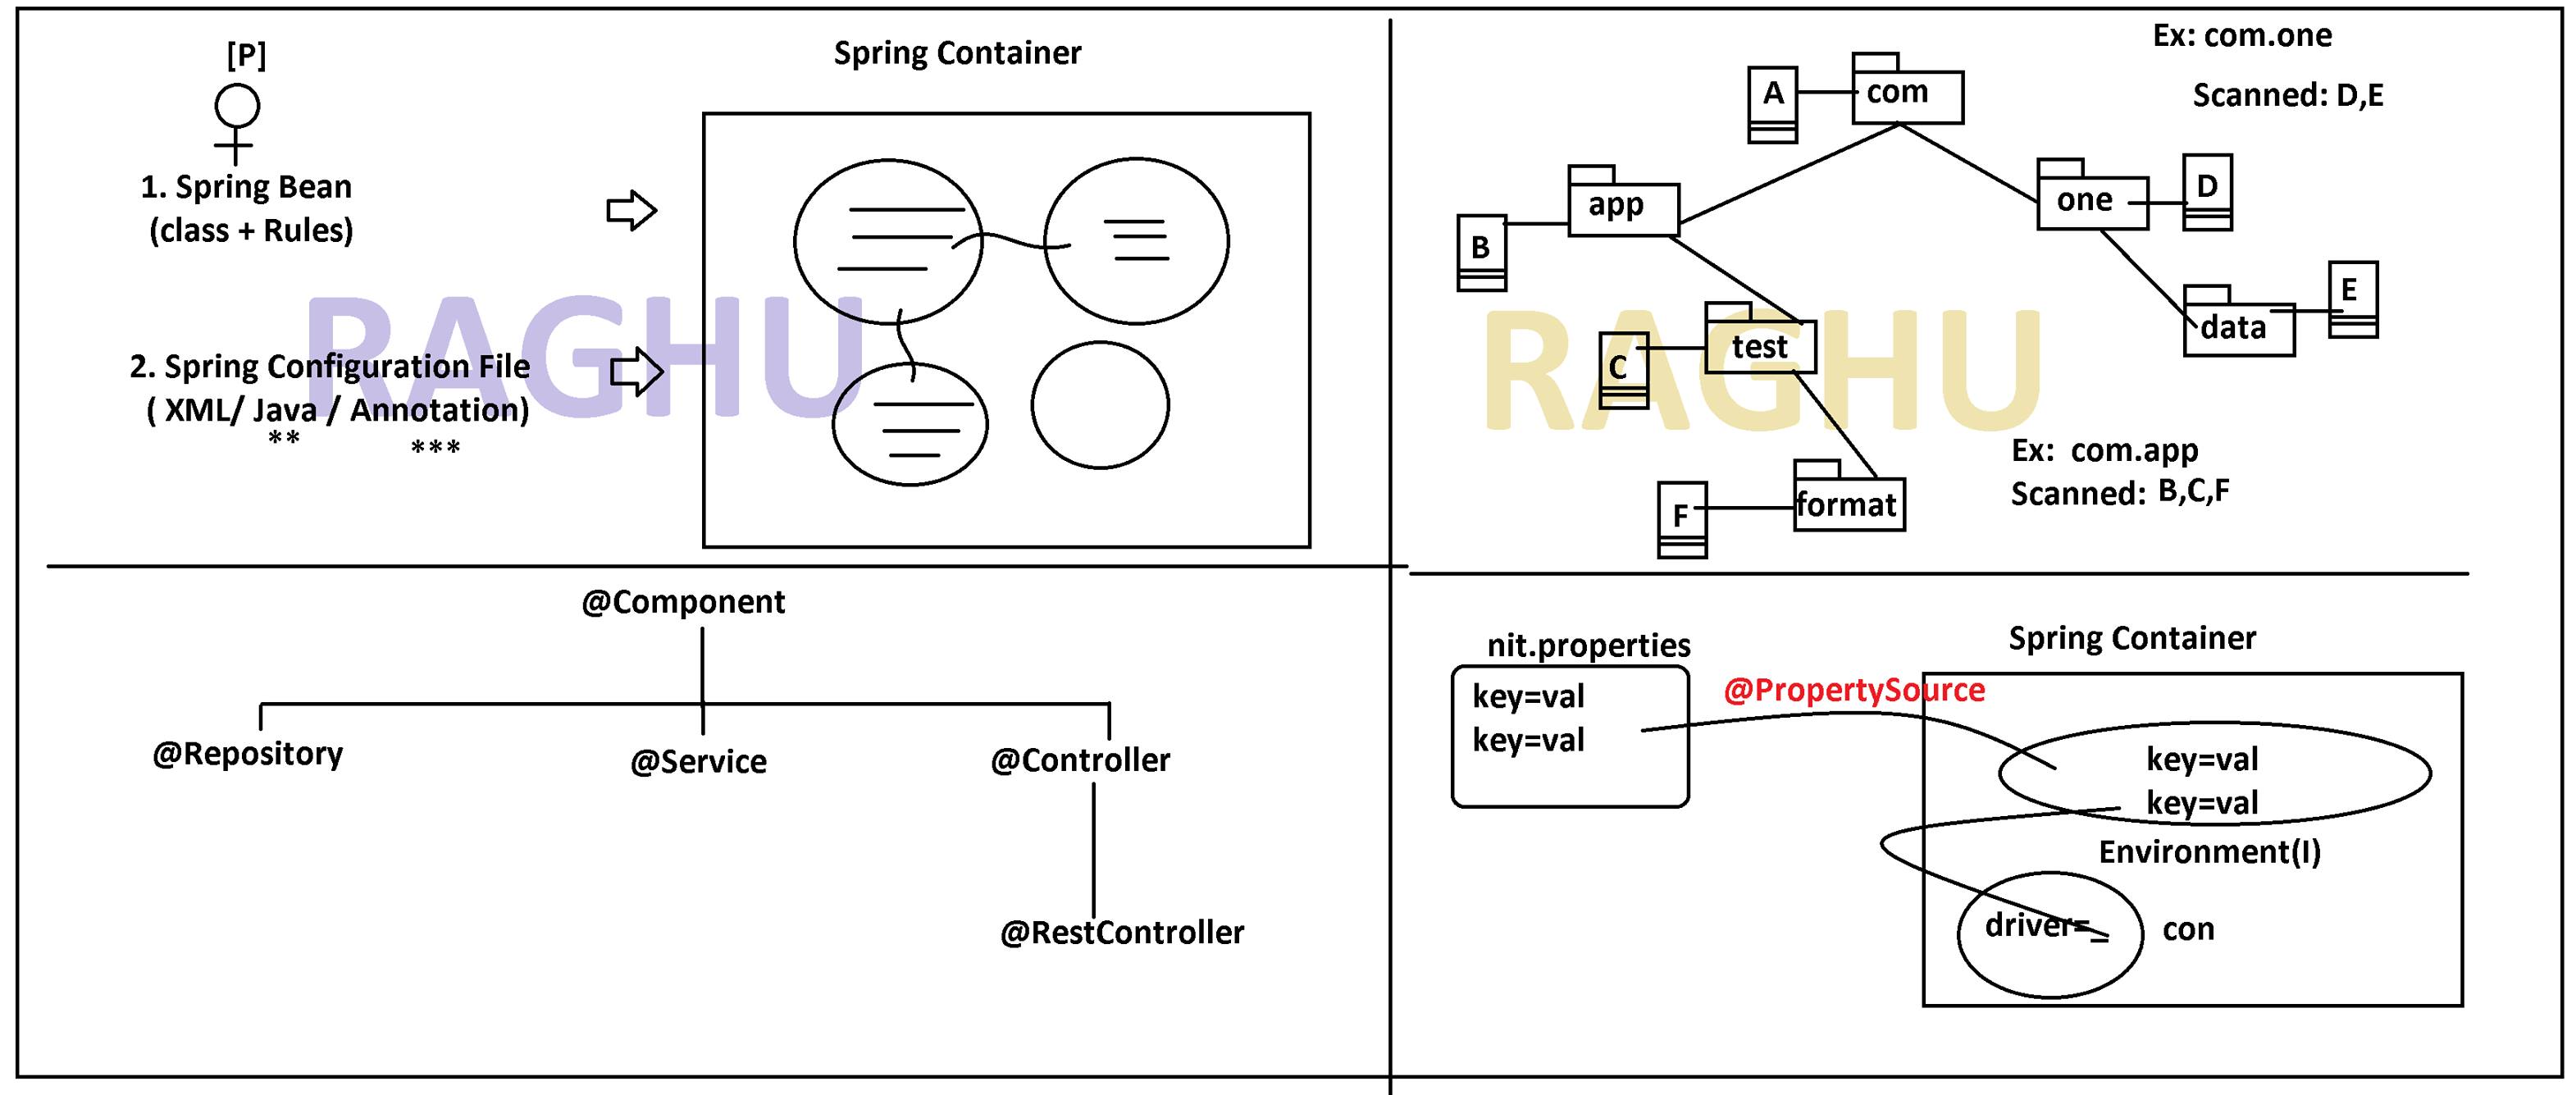 [P]
Spring Container
1. Spring Bean
(class + Rules)
2. Spring Configuration File
( XML/ Java / Annotation)
** ***
RAGHU
Ex: com.one
Scanned: D,E
A
com
app
one
D
B
E
data
test
C
RAGHU
Ex: com.app
Scanned: B,C,F
format
F
@Component
@Repository
@Service
@Controller
@RestController
nit.properties
key=val
key=val
@PropertySource
Spring Container
key=val
key=val
Environment(I)
driver=_
con